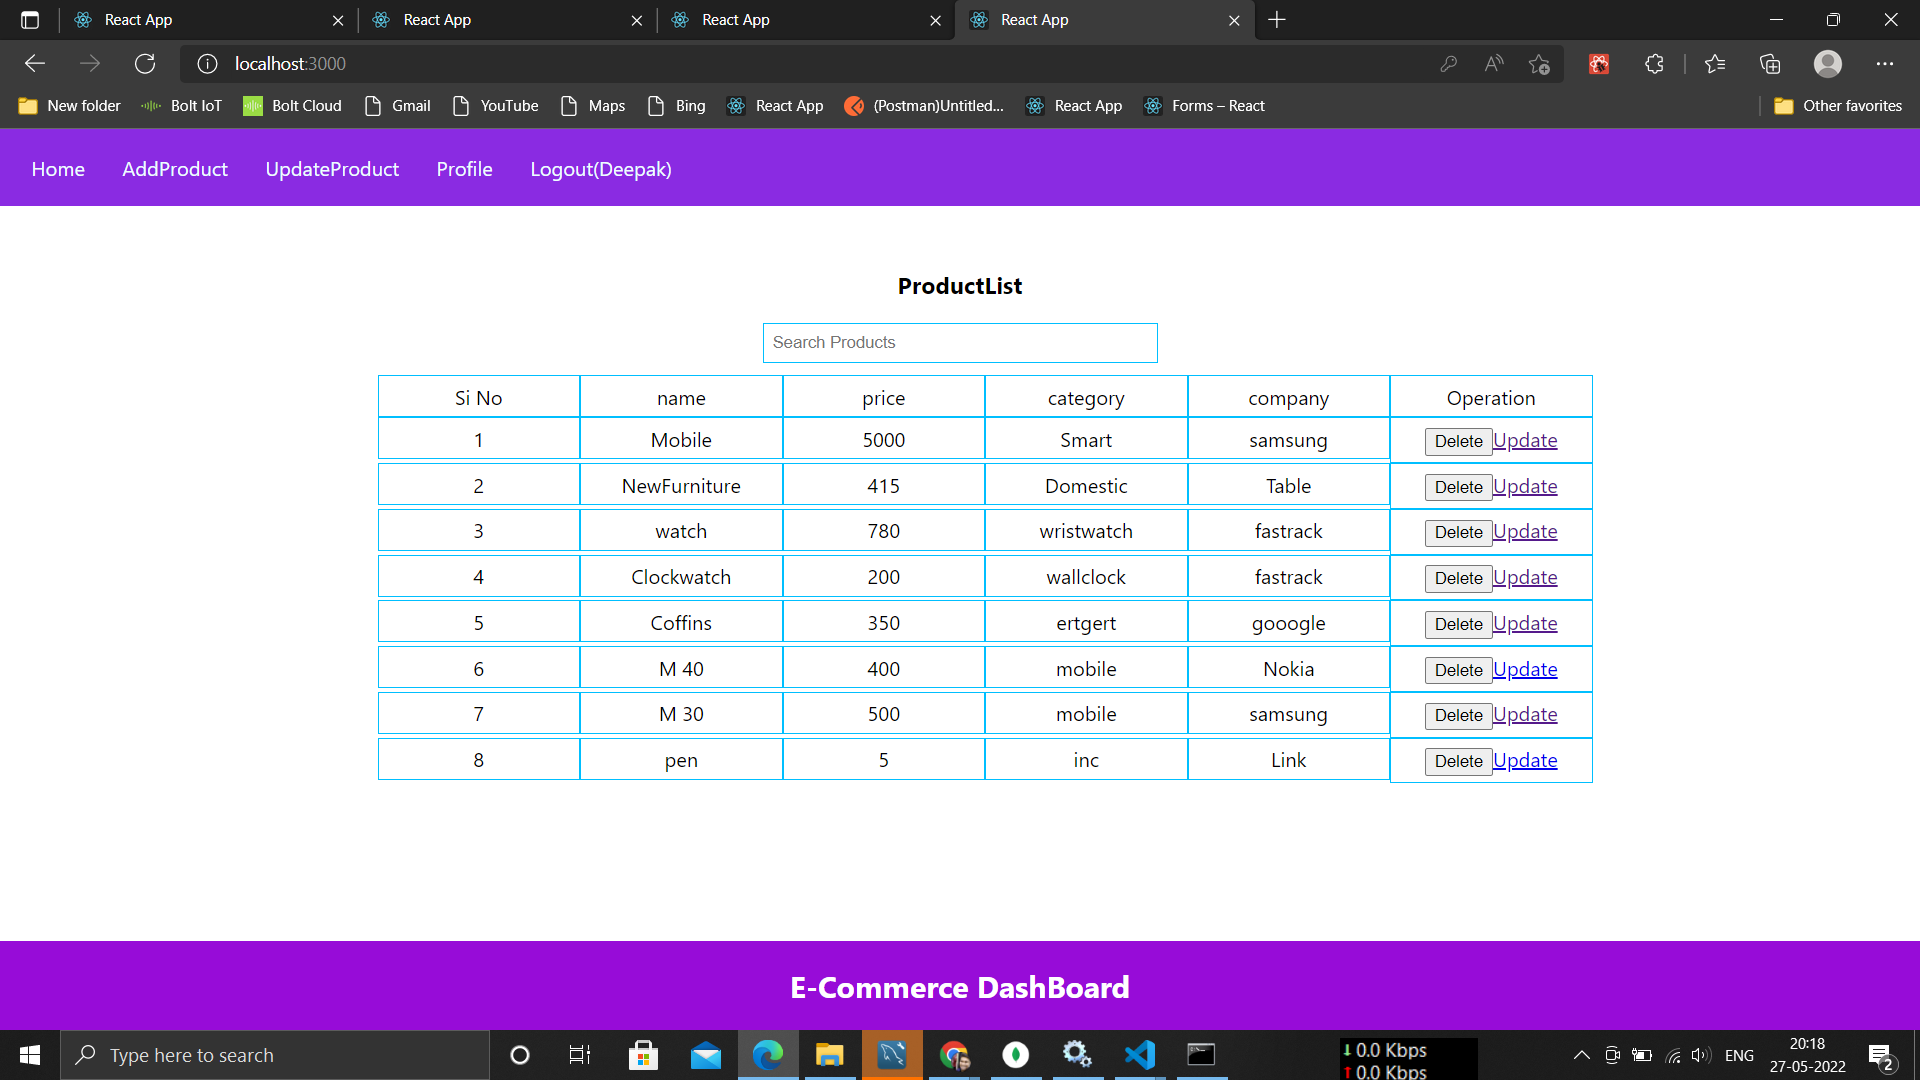 React App React App React App React App
localhost:3000
New folder Bolt IoT Bolt Cloud Gmail YouTube Maps Bing React App (Postman)Untitled... React App Forms – React Other favorites
Home AddProduct UpdateProduct Profile Logout(Deepak)
ProductList
Search Products
Si No name price category company Operation
1 Mobile 5000 Smart samsung Delete Update
2 NewFurniture 415 Domestic Table Delete Update
3 watch 780 wristwatch fastrack Delete Update
4 Clockwatch 200 wallclock fastrack Delete Update
5 Coffins 350 ertgert gooogle Delete Update
6 M 40 400 mobile Nokia Delete Update
7 M 30 500 mobile samsung Delete Update
8 pen 5 inc Link Delete Update
E-Commerce DashBoard
Type here to search
0.0 Kbps
0.0 Kbps
ENG
20:18
27-05-2022
2